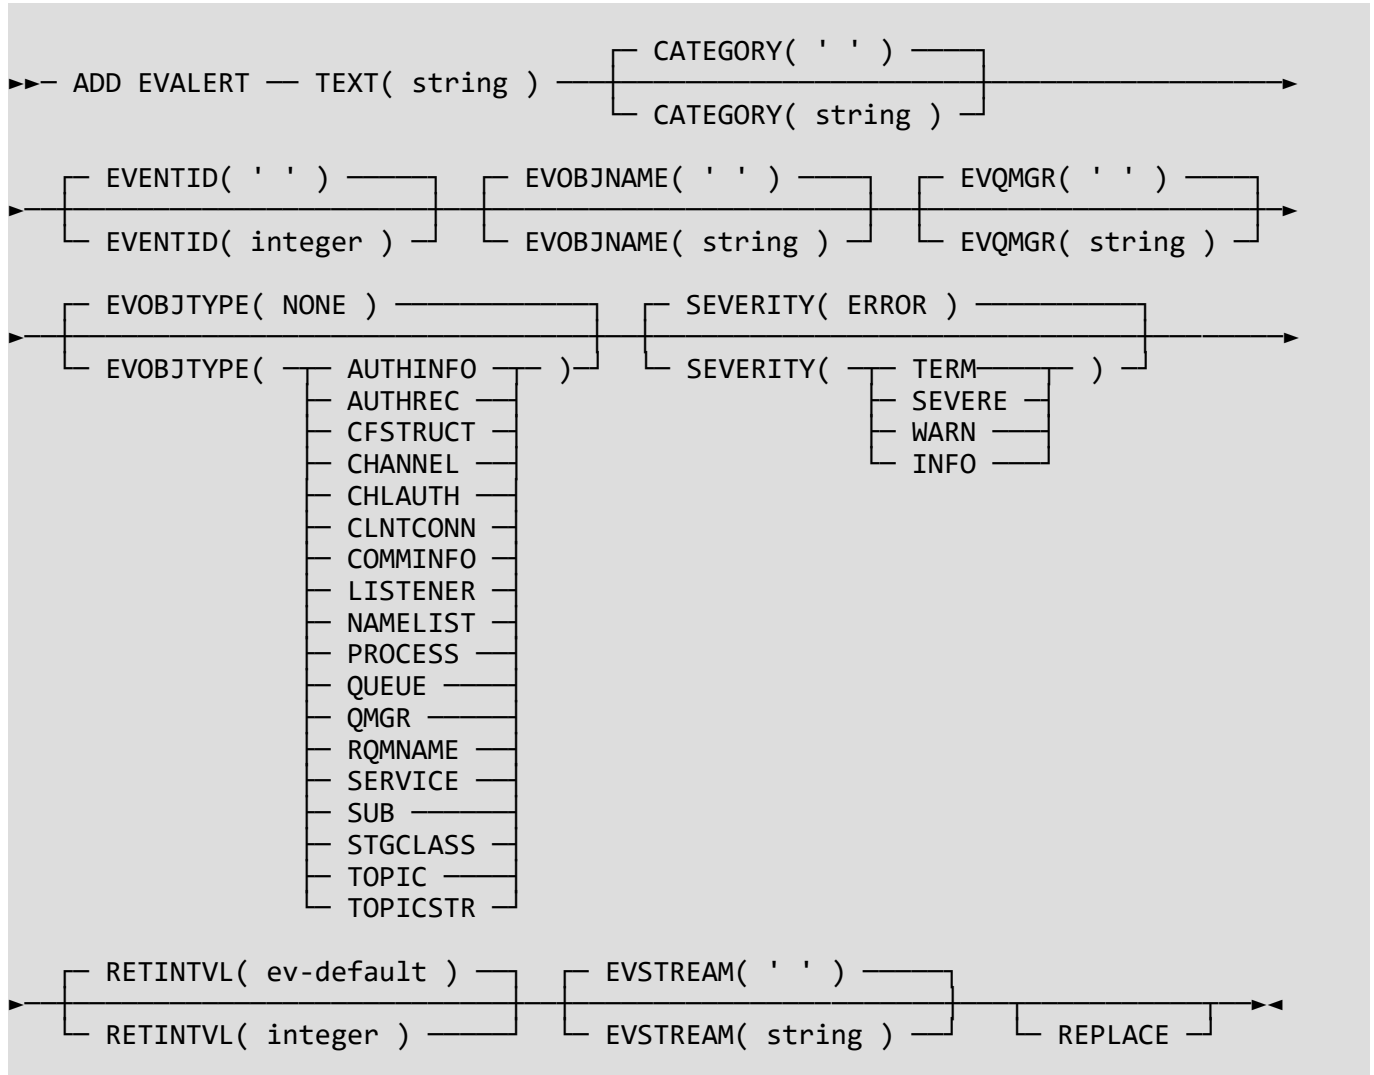 CATEGORY( ' ' )
ADD EVALERT TEXT( string )
CATEGORY( string )
EVENTID( ' ' ) EVOBJNAME( ' ' ) EVQMGR( ' ' )
EVENTID( integer ) EVOBJNAME( string ) EVQMGR( string )
EVOBJTYPE( NONE ) SEVERITY( ERROR )
EVOBJTYPE( AUTHINFO ) SEVERITY( TERM )
AUTHREC SEVERE
CFSTRUCT WARN
CHANNEL INFO
CHLAUTH
CLNTCONN
COMMINFO
LISTENER
NAMELIST
PROCESS
QUEUE
QMGR
RQMNAME
SERVICE
SUB
STGCLASS
TOPIC
TOPICSTR
RETINTVL( ev-default ) EVSTREAM( ' ' )
RETINTVL( integer ) EVSTREAM( string ) REPLACE